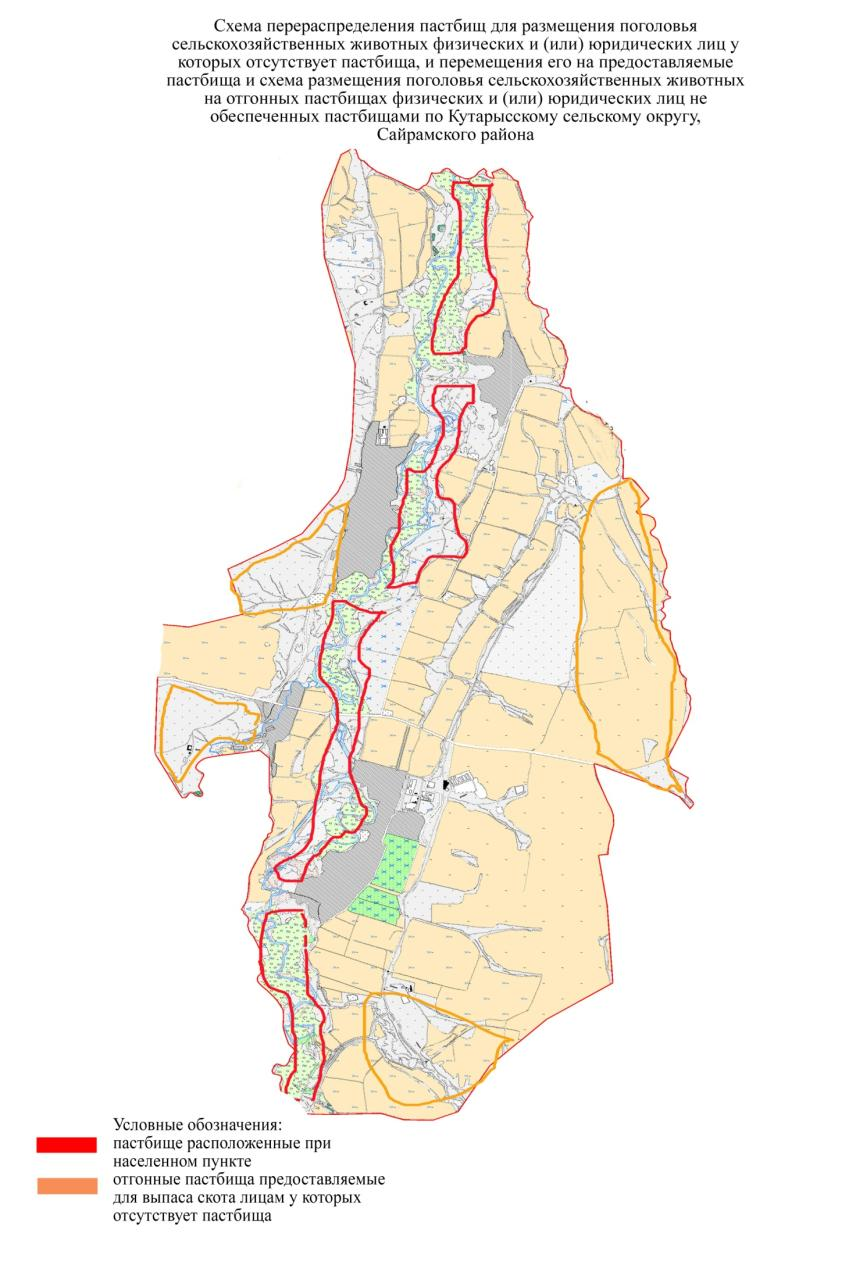 Схема перераспределения пастбищ для размещения поголовья
сельскохозяйственных животных физических и (или) юридических лиц у
которых отсутствует пастбища, и перемещения его на предоставляемые
пастбища и схема размещения поголовья сельскохозяйственных животных
на отгонных пастбищах физических и (или) юридических лиц не
обеспеченных пастбищами по Кутарысскому сельскому округу,
Сайрамского района
Условные обозначения:
пастбище расположенные при
населенном пункте
отгонные пастбища предоставляемые
для выпаса скота лицам у которых
отсутствует пастбища